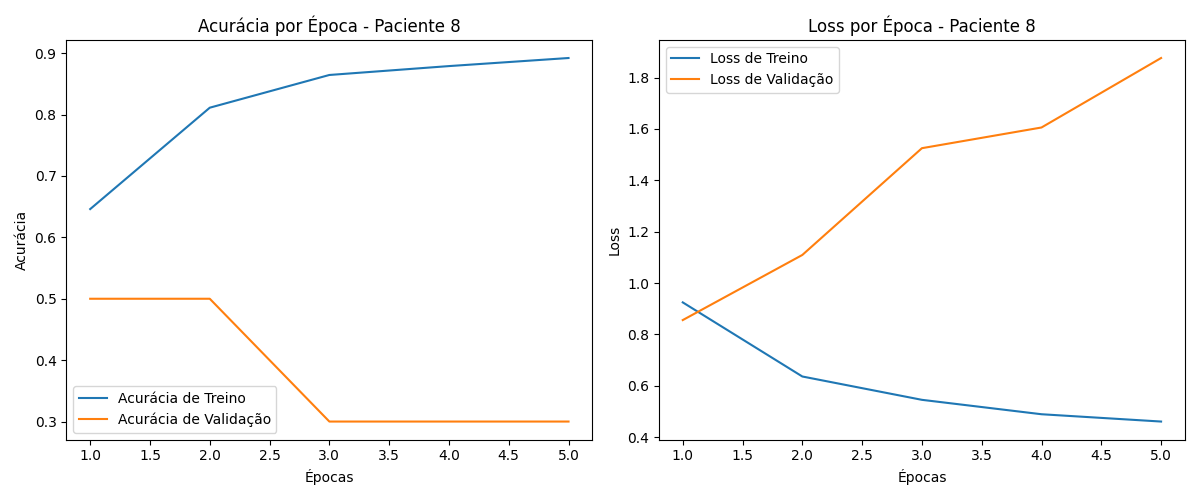 Acurácia por Época - Paciente 8
0.9
0.8
0.7
0.6
0.5
0.4
0.3
Acurácia
Acurácia de Treino
Acurácia de Validação
1.0 1.5 2.0 2.5 3.0 3.5 4.0 4.5 5.0
Épocas
Loss por Época - Paciente 8
Loss de Treino
Loss de Validação
1.8
1.6
1.4
1.2
1.0
0.8
0.6
0.4
Loss
1.0 1.5 2.0 2.5 3.0 3.5 4.0 4.5 5.0
Épocas